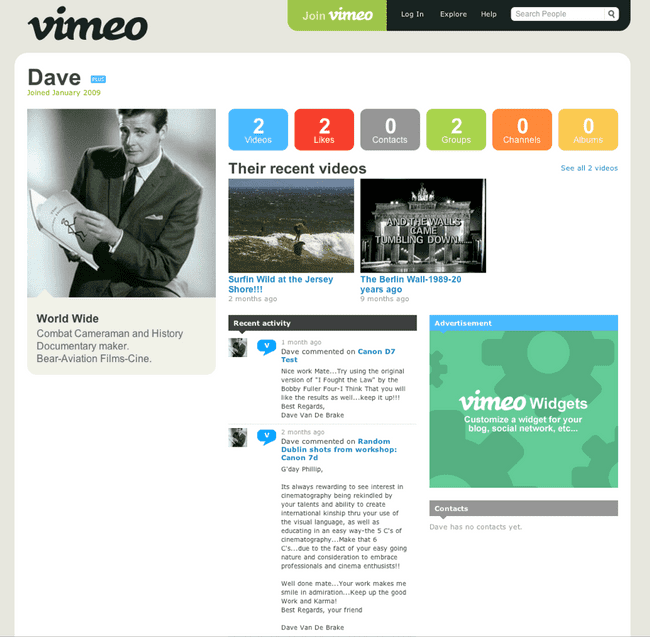 vimeo
Join vimeo
Log In
Explore
Help
Search People
Dave PLUS
Joined January 2009
2
Videos
2
Likes
0
Contacts
2
Groups
0
Channels
0
Albums
Their recent videos
See all 2 videos
AND THE WALLS
CAME
TUMBLING DOWN......
Surfin Wild at the Jersey
Shore!!!
2 months ago
The Berlin Wall-1989-20
years ago
9 months ago
World Wide
Combat Cameraman and History
Documentary maker.
Bear-Aviation Films-Cine.
Recent activity
1 month ago
Dave commented on Canon D7
Test
Nice work Mate...Try using the original
version of "I Fought the Law" by the
Bobby Fuller Four-I Think That you will
like the results as well...keep it up!!!
Best Regards,
Dave Van De Brake
2 months ago
Dave commented on Random
Dublin shots from workshop:
Canon 7d
G'day Phillip,
Its always rewarding to see interest in
cinematography being rekindled by
your talents and ability to create
international kinship thru your use of
the visual language, as well as
educating in an easy way-the 5 C's of
cinematography...Make that 6
C's...due to the fact of your easy going
nature and consideration to embrace
professionals and cinema enthusists!!
Well done mate...Your work makes me
smile in admiration...Keep up the good
Work and Karma!
Best Regards, your friend
Dave Van De Brake
Advertisement
vimeo Widgets
Customize a widget for your
blog, social network, etc...
Contacts
Dave has no contacts yet.